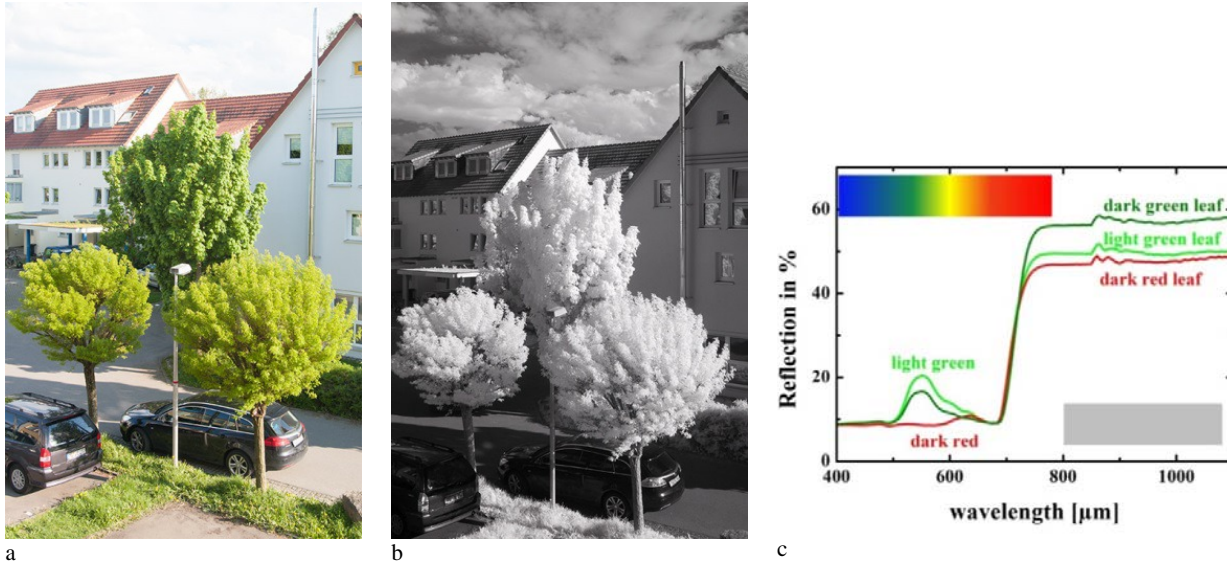 a
b
c
Reflection in %
60
40
20
0
dark green leaf
light green leaf
dark red leaf
light green
dark red
400
600
800
1000
wavelength [µm]